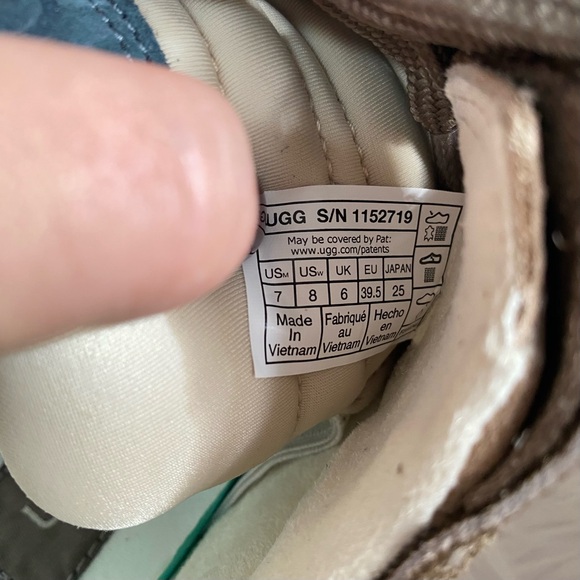 UGG S/N 1152719
May be covered by Pat:
www.ugg.com/patents
USM USW UK EU JAPAN
7 8 6 39.5 25
Made Fabriqué Hecho
In au en
Vietnam Vietnam Vietnam